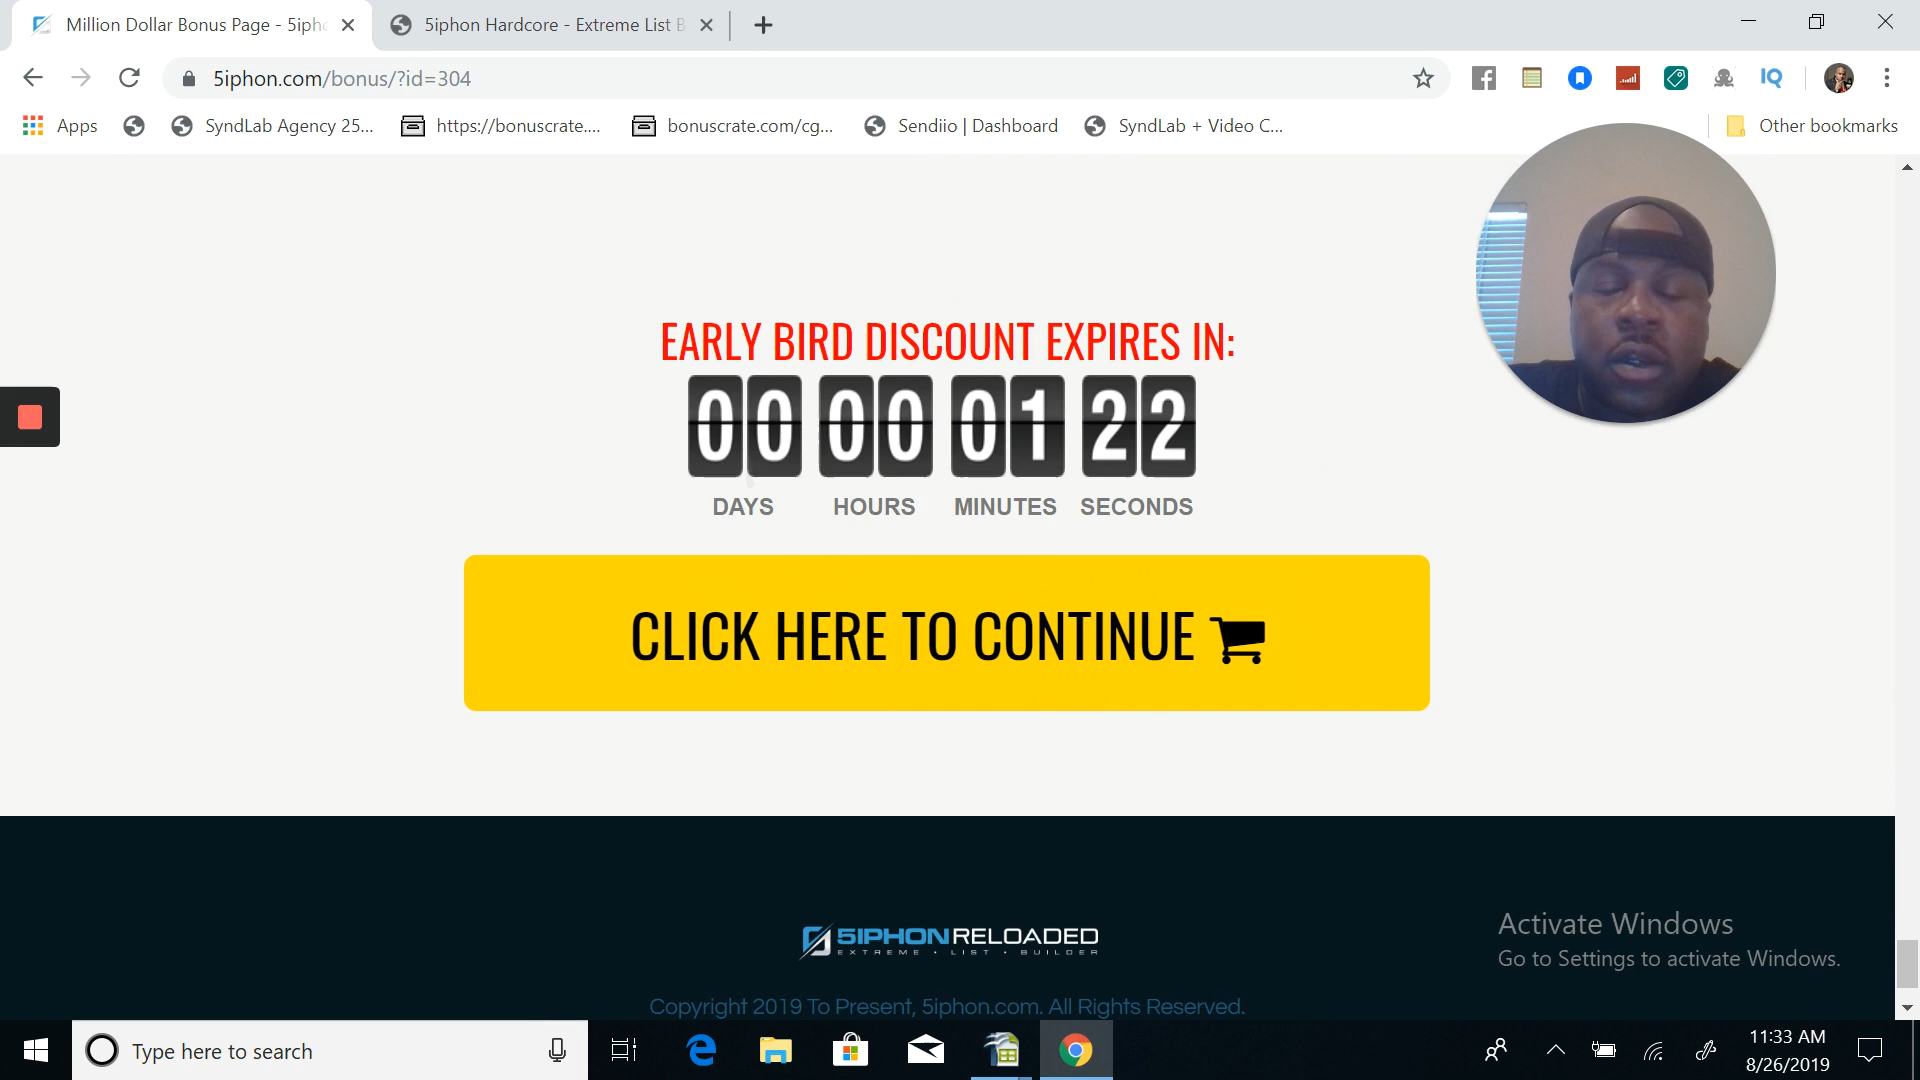 Million Dollar Bonus Page - 5ipho
5iphon Hardcore - Extreme List B
5iphon.com/bonus/?id=304
IQ
Apps
SyndLab Agency 25...
https://bonuscrate....
bonuscrate.com/cg...
Sendiio | Dashboard
SyndLab + Video C...
Other bookmarks
EARLY BIRD DISCOUNT EXPIRES IN:
00 00 01 22
DAYS HOURS MINUTES SECONDS
CLICK HERE TO CONTINUE
5IPHON RELOADED
EXTREME • LIST • BUILDER
Activate Windows
Go to Settings to activate Windows.
Copyright 2019 To Present, 5iphon.com. All Rights Reserved.
Type here to search
11:33 AM
8/26/2019